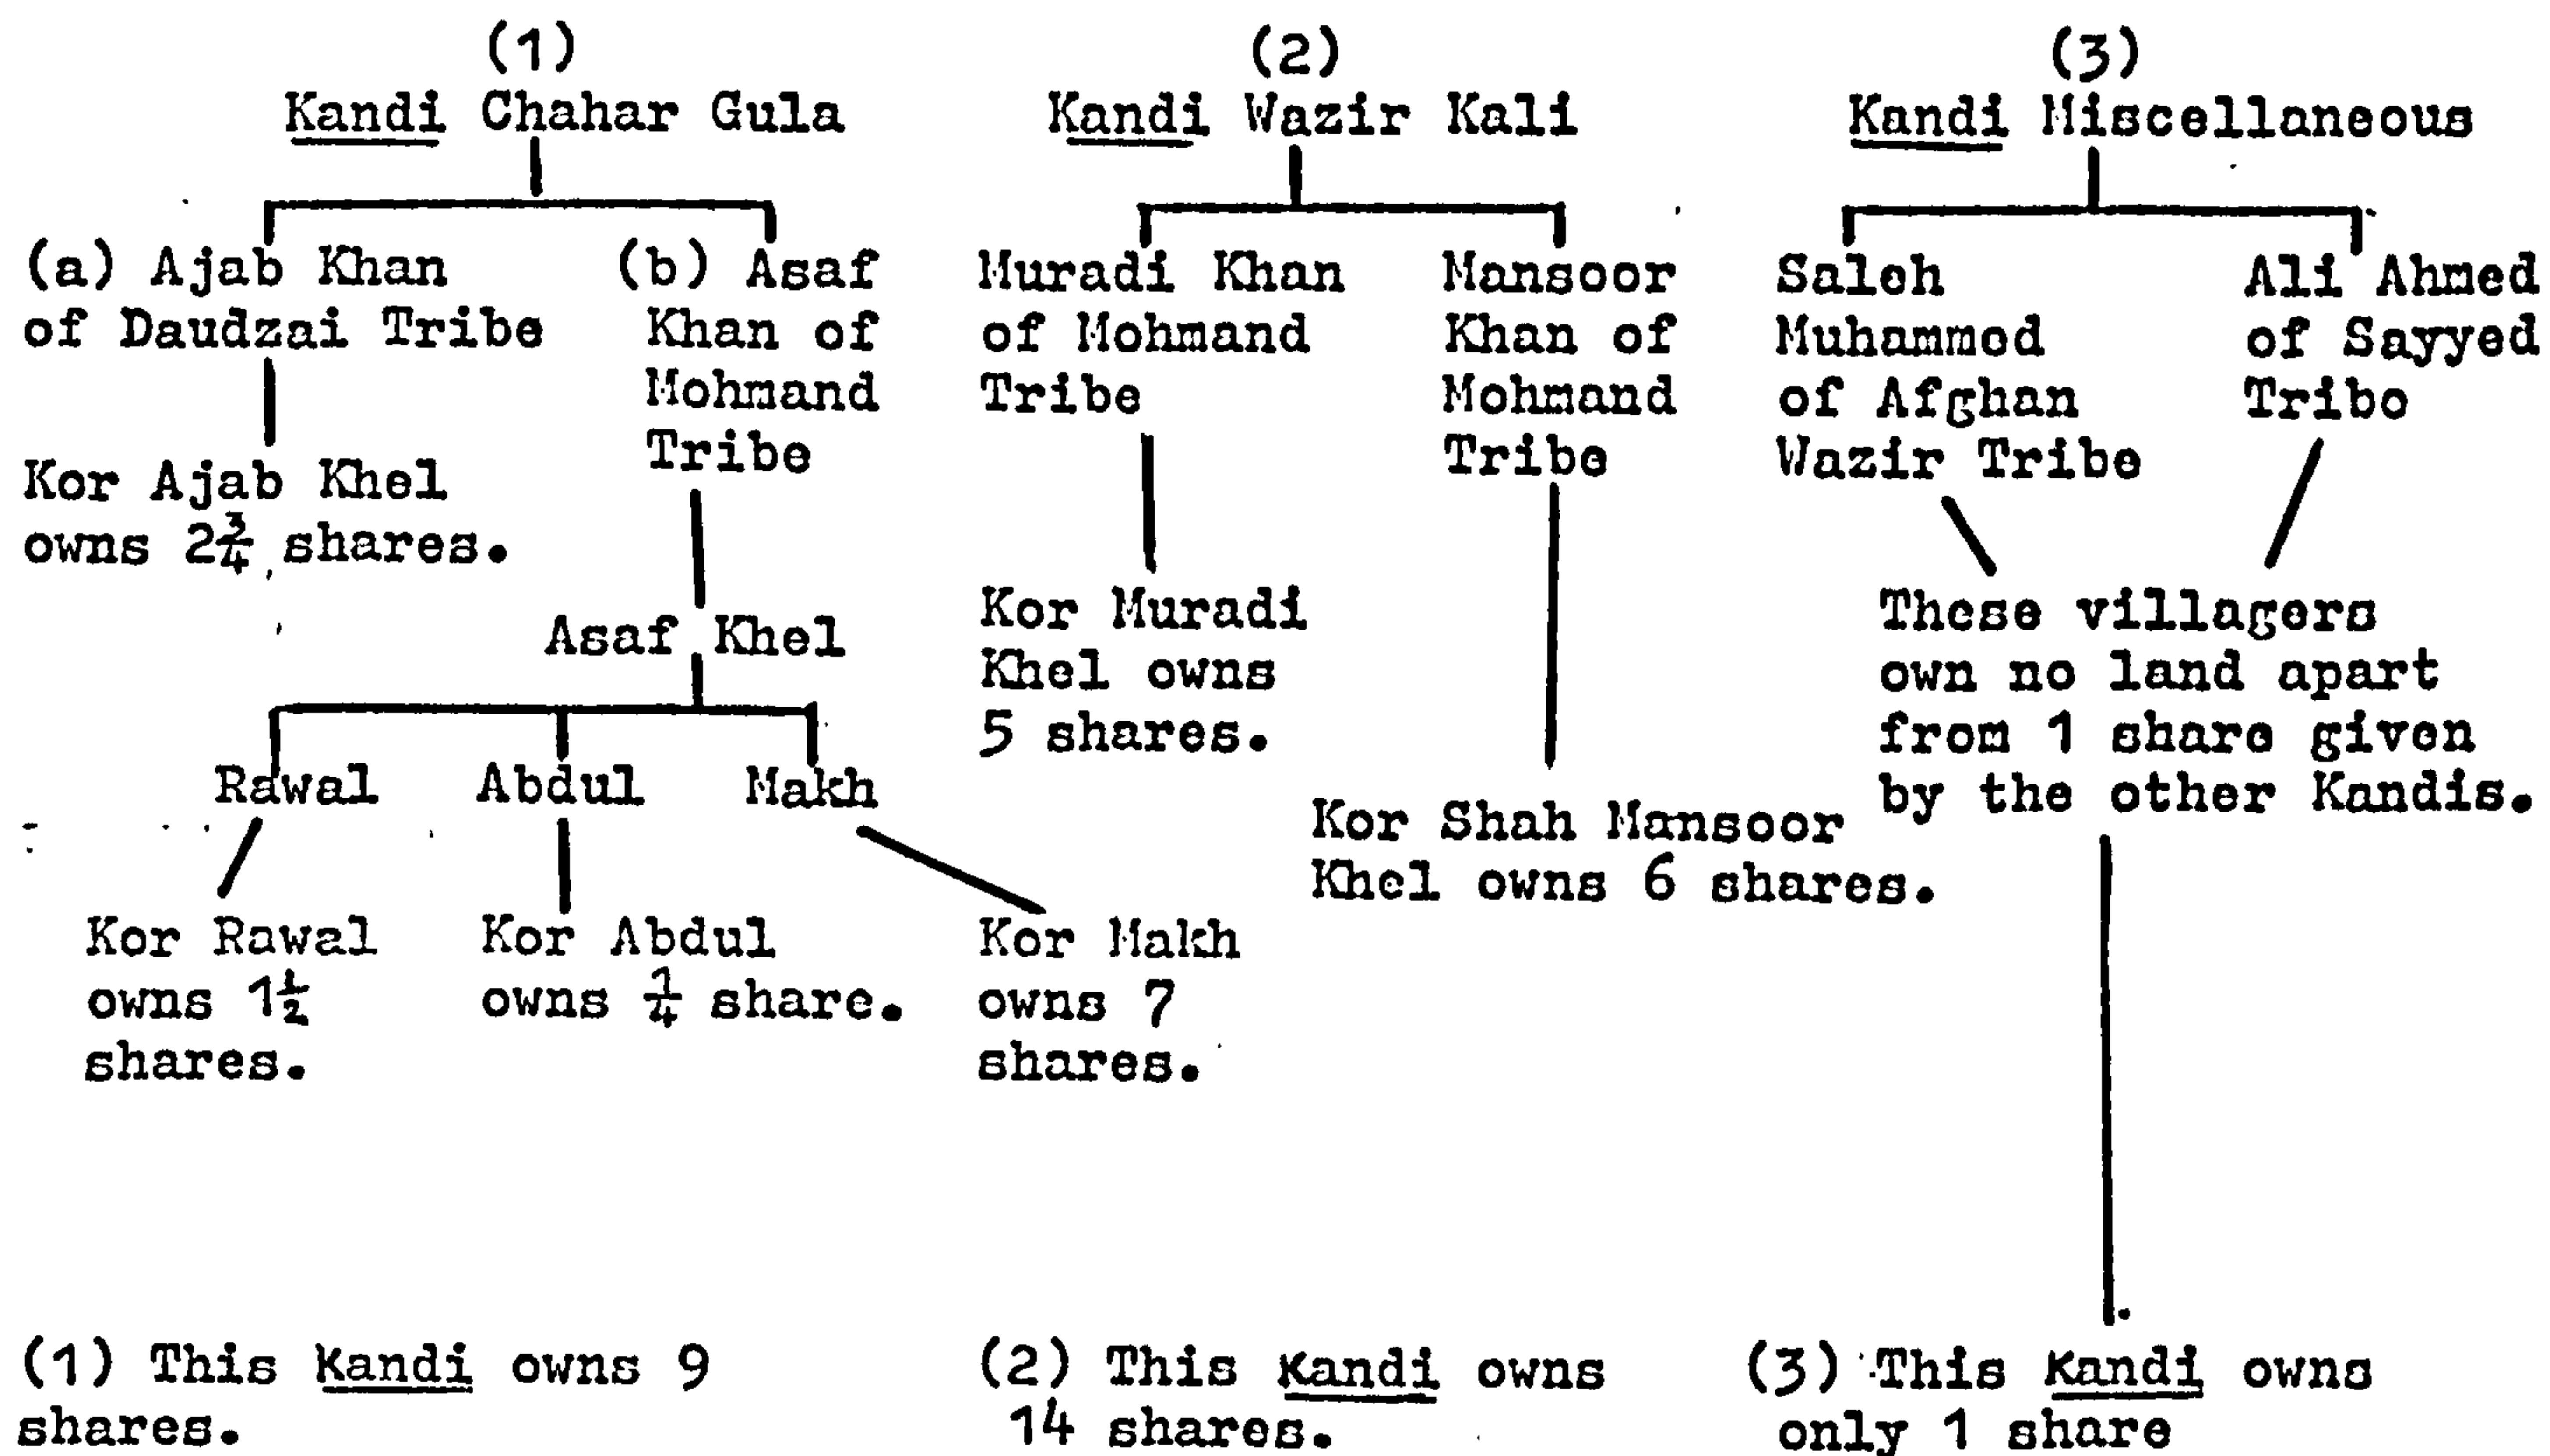 (1)
Kandi Chahar Gula
(a) Ajab Khan
of Daudzai Tribe
Kor Ajab Khel
owns 2¾ shares.
(b) Asaf
Khan of
Mohmand
Tribe
Asaf Khel
Rawal
Abdul
Makh
Kor Rawal
owns 1½
shares.
Kor Abdul
owns ¼ share.
Kor Makh
owns 7
shares.
(2)
Kandi Wazir Kali
Muradi Khan
of Mohmand
Tribe
Kor Muradi
Khel owns
5 shares.
Mansoor
Khan of
Mohmand
Tribe
Kor Shah Mansoor
Khel owns 6 shares.
(3)
Kandi Miscellaneous
Saleh
Muhammed
of Afghan
Wazir Tribe
Ali Ahmed
of Sayyed
Tribe
These villagers
own no land apart
from 1 share given
by the other Kandis.
(1) This Kandi owns 9
shares.
(2) This Kandi owns
14 shares.
(3) This Kandi owns
only 1 share